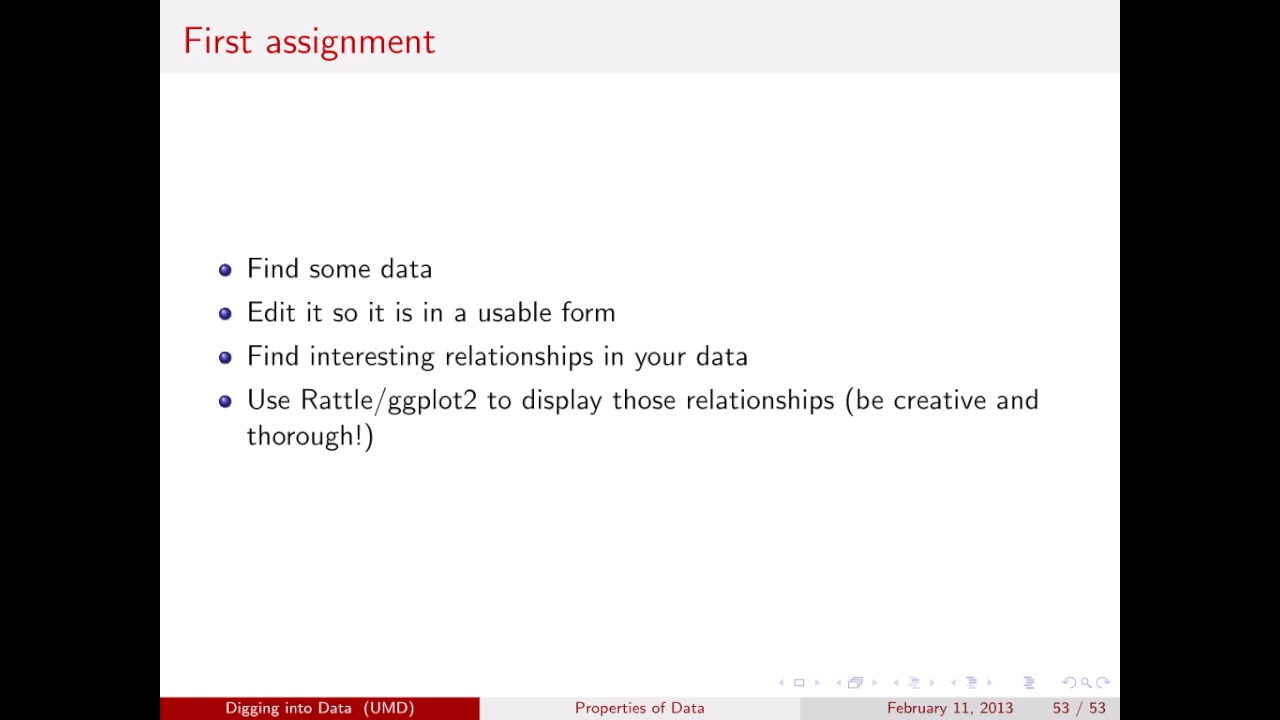 First assignment
Find some data
Edit it so it is in a usable form
Find interesting relationships in your data
Use Rattle/ggplot2 to display those relationships (be creative and
thorough!)
Digging into Data (UMD)
Properties of Data
February 11, 2013
53 / 53